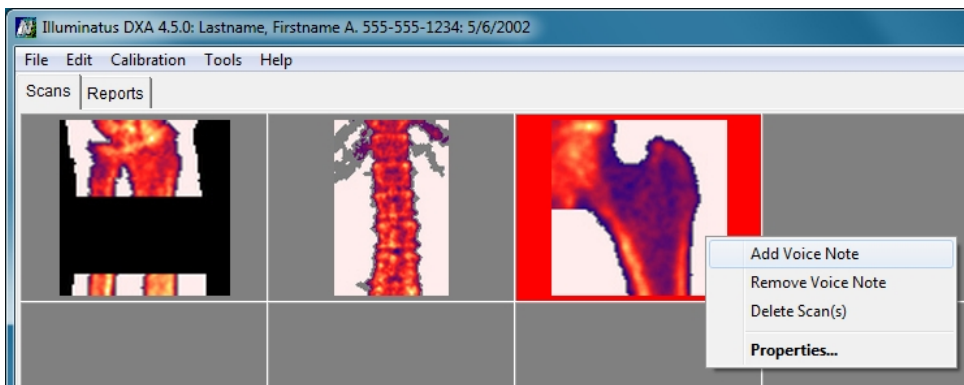 Illuminatus DXA 4.5.0: Lastname, Firstname A. 555-555-1234: 5/6/2002
File Edit Calibration Tools Help
Scans Reports
Add Voice Note
Remove Voice Note
Delete Scan(s)
Properties...